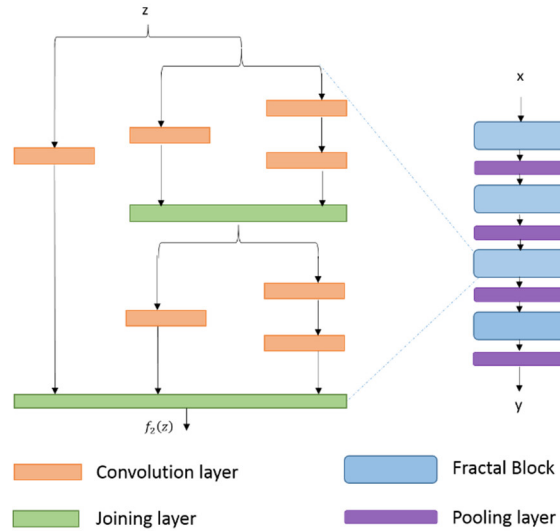 z
x
y
f₂(z)
Convolution layer
Fractal Block
Joining layer
Pooling layer